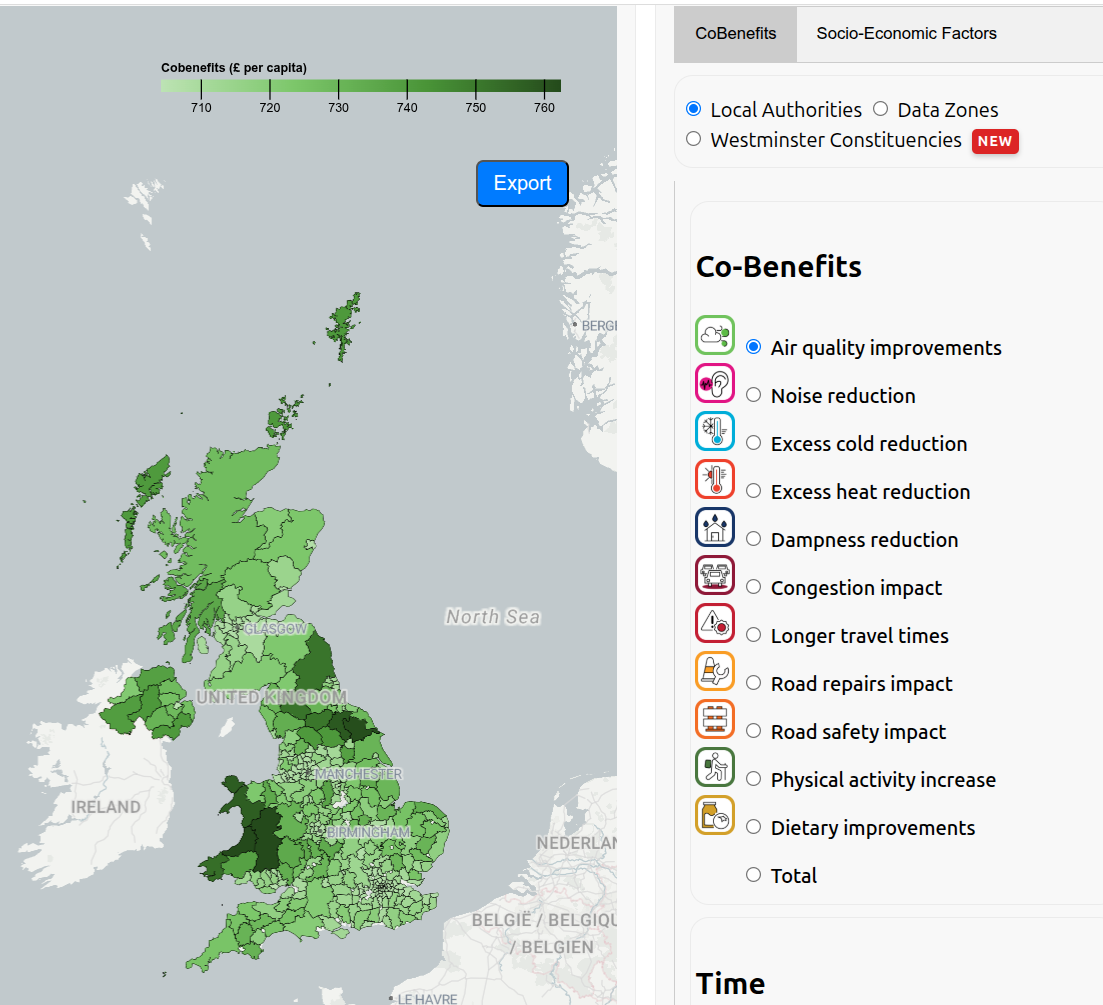 Cobenefits (£ per capita)
710 720 730 740 750 760
Export
BERGE
North Sea
GLASGOW
UNITED KINGDOM
MANCHESTER
IRELAND
BIRMINGHAM
NEDERLAN
BELGIË / BELGIQU
/ BELGIEN
LE HAVRE
CoBenefits Socio-Economic Factors
Local Authorities Data Zones
Westminster Constituencies NEW
Co-Benefits
Air quality improvements
Noise reduction
Excess cold reduction
Excess heat reduction
Dampness reduction
Congestion impact
Longer travel times
Road repairs impact
Road safety impact
Physical activity increase
Dietary improvements
Total
Time